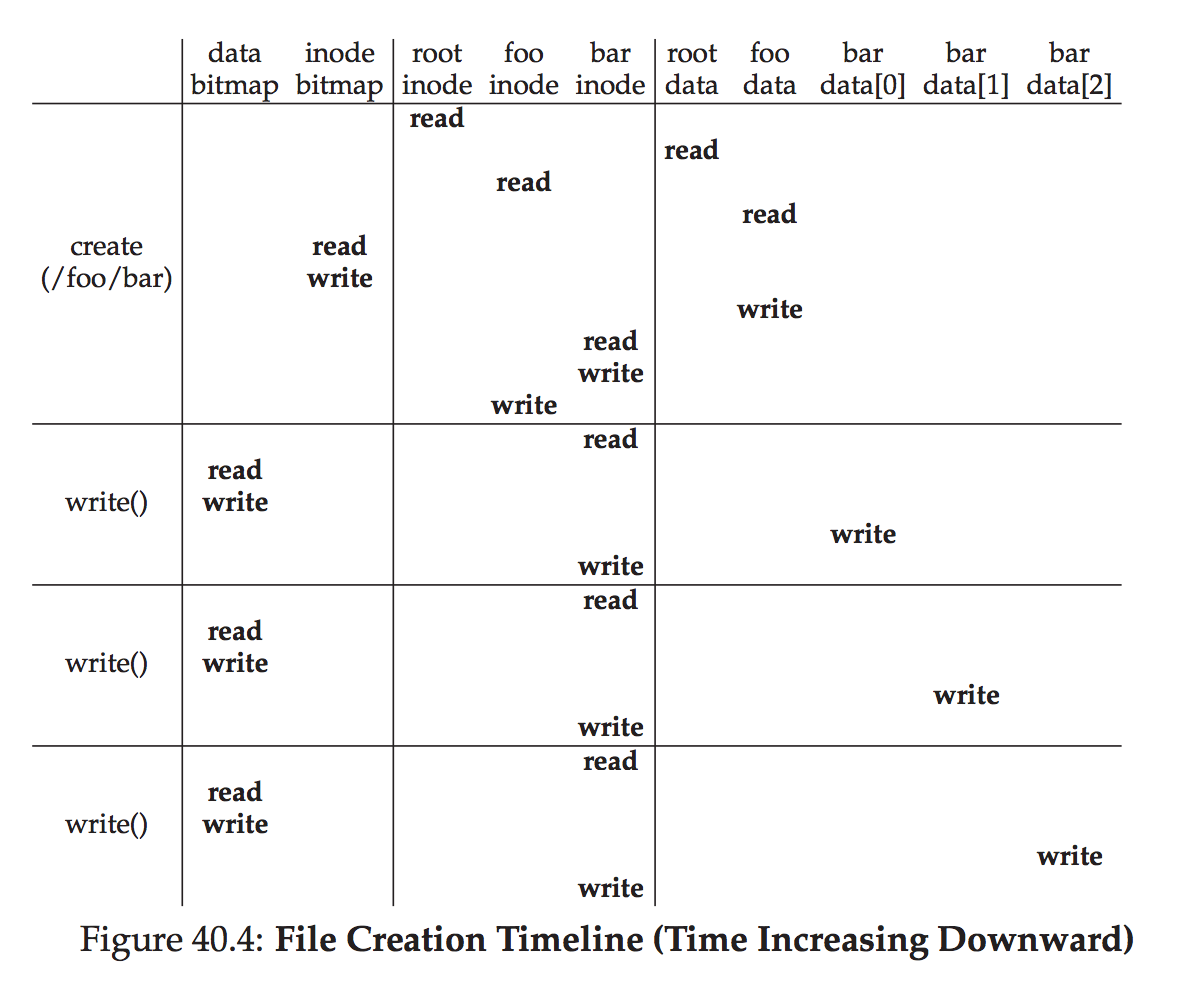 data inode root foo bar root foo bar bar bar
bitmap bitmap inode inode inode data data data[0] data[1] data[2]
read
read
read
read
create read
(/foo/bar) write
write
read
write
write
read
read
write() write
write
write
read
read
write() write
write
write
read
read
write() write
write
write
Figure 40.4: File Creation Timeline (Time Increasing Downward)